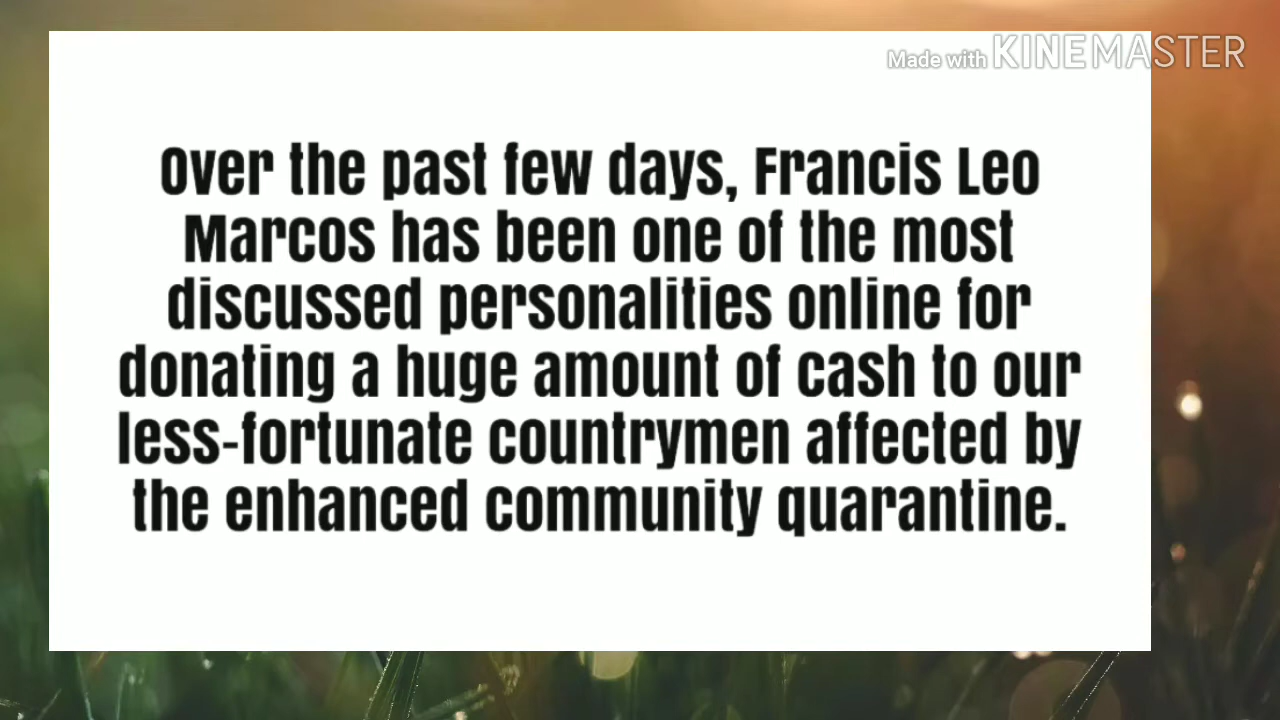 Made with KINEMASTER
Over the past few days, Francis Leo
Marcos has been one of the most
discussed personalities online for
donating a huge amount of cash to our
less-fortunate countrymen affected by
the enhanced community quarantine.